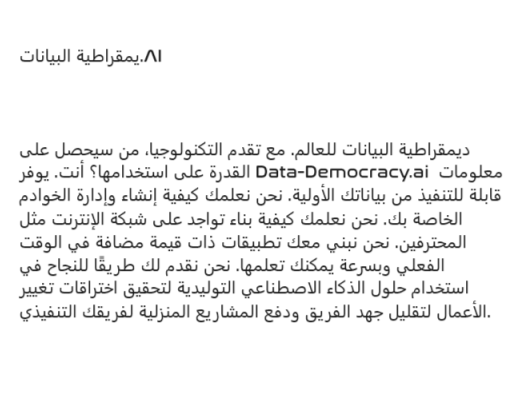 يمقراطية البيانات.AI
ديمقراطية البيانات للعالم. مع تقدم التكنولوجيا، من سيحصل على
القدرة على استخدامها؟ أنت. يوفر Data-Democracy.ai معلومات
قابلة للتنفيذ من بياناتك الأولية. نحن نعلمك كيفية إنشاء وإدارة الخوادم
الخاصة بك. نحن نعلمك كيفية بناء تواجد على شبكة الإنترنت مثل
المحترفين. نحن نبني معك تطبيقات ذات قيمة مضافة في الوقت
الفعلي وبسرعة يمكنك تعلمها. نحن نقدم لك طريقًا للنجاح في
استخدام حلول الذكاء الاصطناعي التوليدية لتحقيق اختراقات تغيير
الأعمال لتقليل جهد الفريق ودفع المشاريع المنزلية لفريقك التنفيذي.